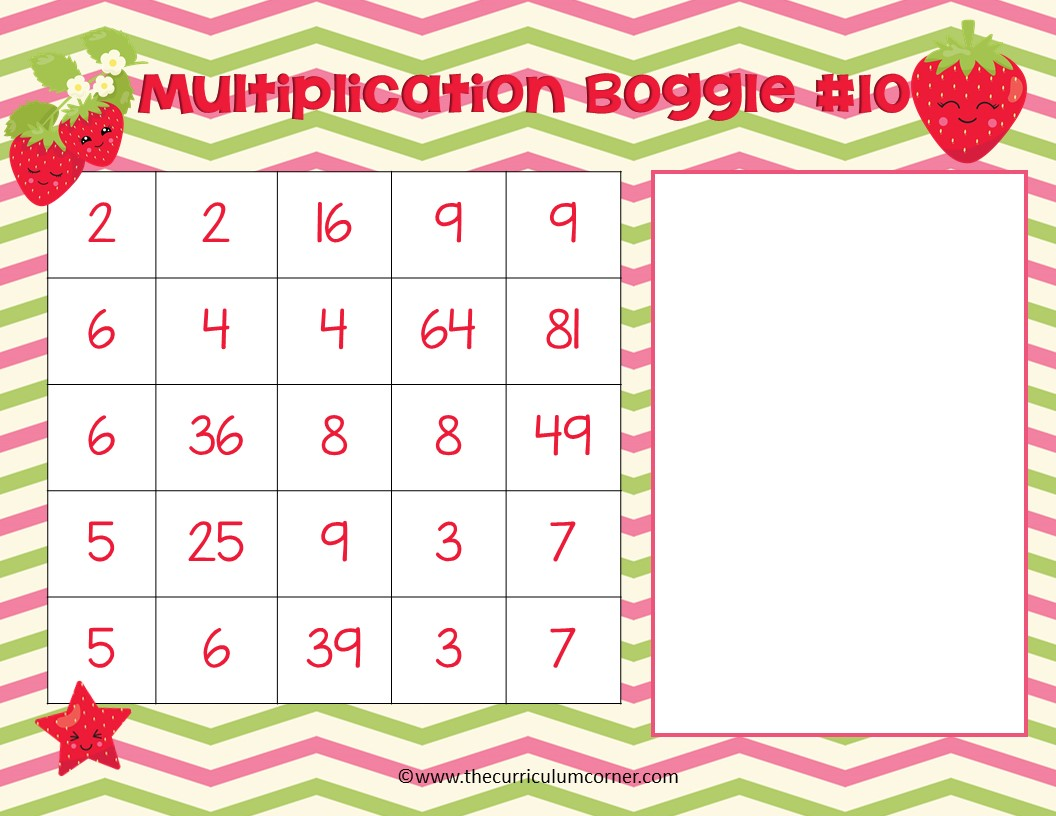 Multiplication Boggle #10
2 2 16 9 9
6 4 4 64 81
6 36 8 8 49
5 25 9 3 7
5 6 39 3 7
©www.thecurriculumcorner.com